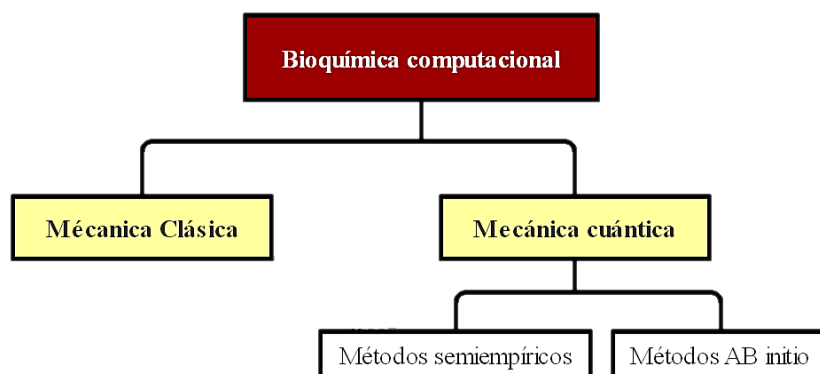 Bioquímica computacional
Mécanica Clásica
Mecánica cuántica
Métodos semiempíricos
Métodos AB initio